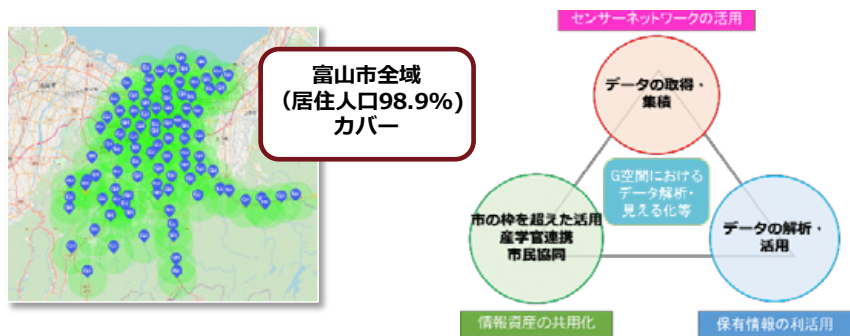 富山市全域
（居住人口98.9%)
カバー
センサーネットワークの活用
データの取得・
集積
G空間における
データ解析・
見える化等
市の枠を超えた活用
産学官連携
市民協同
データの解析・
活用
情報資産の共用化
保有情報の利活用